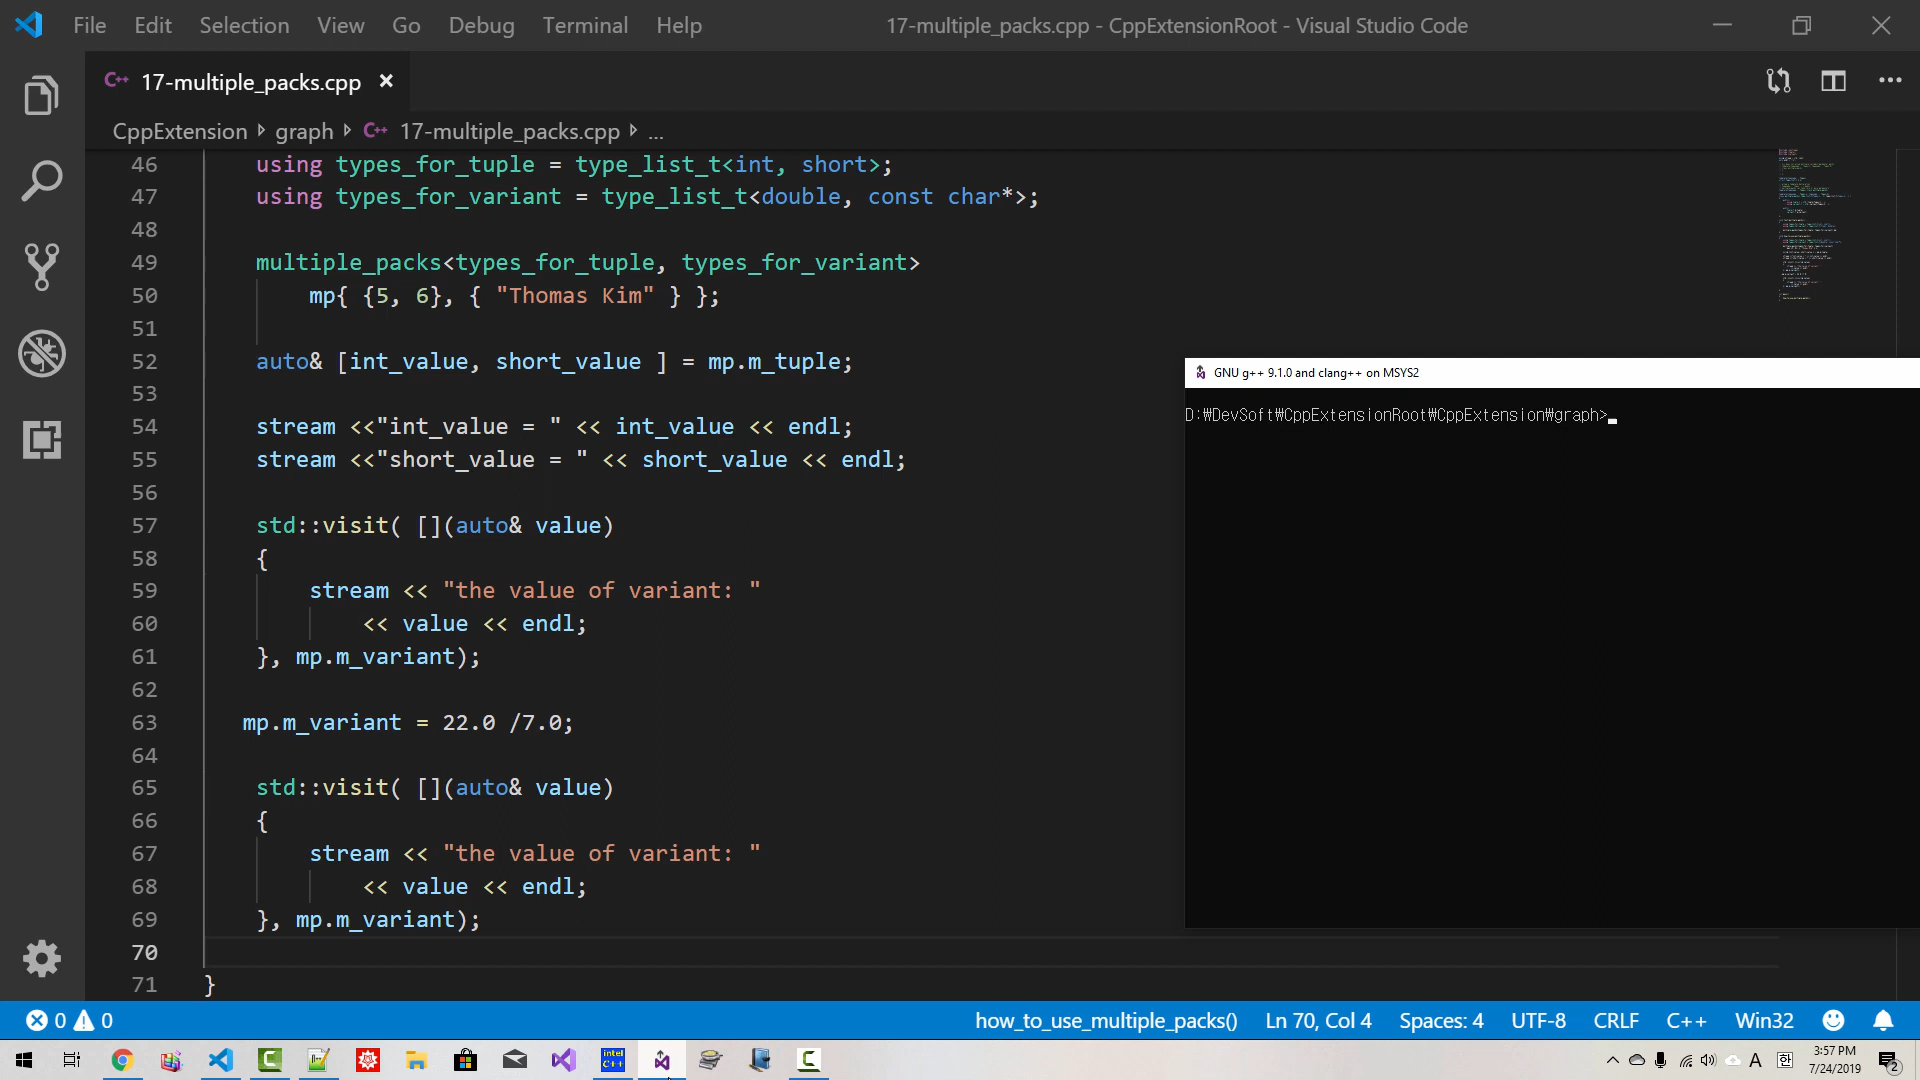 File Edit Selection View Go Debug Terminal Help 17-multiple_packs.cpp - CppExtensionRoot - Visual Studio Code
C++ 17-multiple_packs.cpp ×
CppExtension graph C++ 17-multiple_packs.cpp ...
46 using types_for_tuple = type_list_t<int, short>;
47 using types_for_variant = type_list_t<double, const char*>;
48
49 multiple_packs<types_for_tuple, types_for_variant>
50 mp{ {5, 6}, { "Thomas Kim" } };
51
52 auto& [int_value, short_value ] = mp.m_tuple;
53
54 stream <<"int_value = " << int_value << endl;
55 stream <<"short_value = " << short_value << endl;
56
57 std::visit( [](auto& value)
58 {
59 stream << "the value of variant: "
60 << value << endl;
61 }, mp.m_variant);
62
63 mp.m_variant = 22.0 /7.0;
64
65 std::visit( [](auto& value)
66 {
67 stream << "the value of variant: "
68 << value << endl;
69 }, mp.m_variant);
70
71 }
GNU g++ 9.1.0 and clang++ on MSYS2
D:₩DevSoft₩CppExtensionRoot₩CppExtension₩graph>
0 0 how_to_use_multiple_packs() Ln 70, Col 4 Spaces: 4 UTF-8 CRLF C++ Win32
intel C++
A 한 3:57 PM
7/24/2019
2